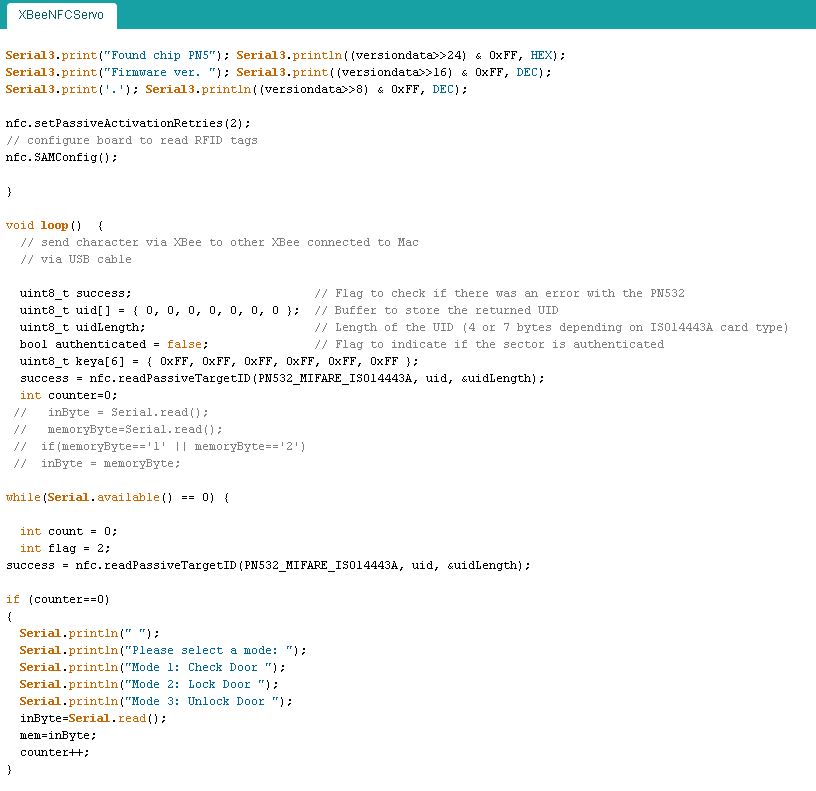 XBeeNFCServo
Serial3.print("Found chip PN5"); Serial3.println((versiondata>>24) & 0xFF, HEX);
Serial3.print("Firmware ver. "); Serial3.print((versiondata>>16) & 0xFF, DEC);
Serial3.print('.'); Serial3.println((versiondata>>8) & 0xFF, DEC);
nfc.setPassiveActivationRetries(2);
// configure board to read RFID tags
nfc.SAMConfig();
}
void loop()  {
  // send character via XBee to other XBee connected to Mac
  // via USB cable
  uint8_t success;                          // Flag to check if there was an error with the PN532
  uint8_t uid[] = { 0, 0, 0, 0, 0, 0, 0 };  // Buffer to store the returned UID
  uint8_t uidLength;                        // Length of the UID (4 or 7 bytes depending on ISO14443A card type)
  bool authenticated = false;               // Flag to indicate if the sector is authenticated
  uint8_t keya[6] = { 0xFF, 0xFF, 0xFF, 0xFF, 0xFF, 0xFF };
  success = nfc.readPassiveTargetID(PN532_MIFARE_ISO14443A, uid, &uidLength);
  int counter=0;
 //   inByte = Serial.read();
 //   memoryByte=Serial.read();
 //  if(memoryByte=='1' || memoryByte=='2')
 //  inByte = memoryByte;
while(Serial.available() == 0) {
  int count = 0;
  int flag = 2;
success = nfc.readPassiveTargetID(PN532_MIFARE_ISO14443A, uid, &uidLength);
if (counter==0)
{
  Serial.println(" ");
  Serial.println("Please select a mode: ");
  Serial.println("Mode 1: Check Door ");
  Serial.println("Mode 2: Lock Door ");
  Serial.println("Mode 3: Unlock Door ");
  inByte=Serial.read();
  mem=inByte;
  counter++;
}